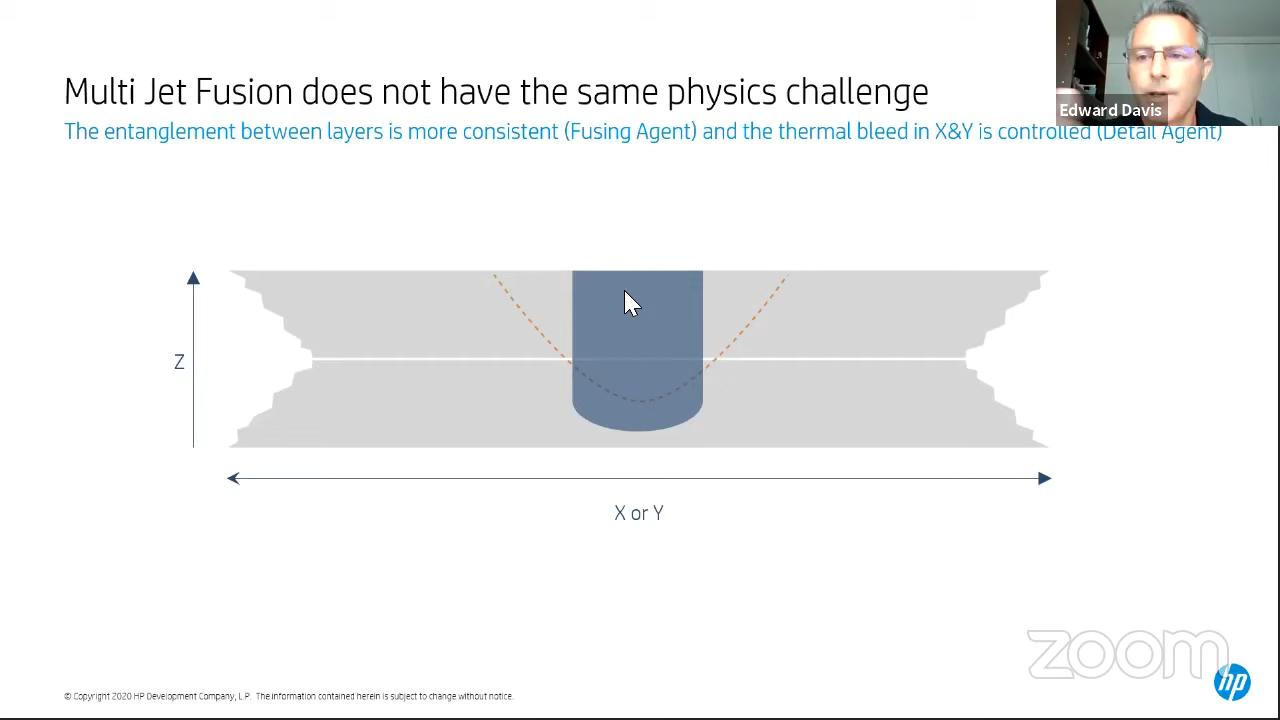 Multi Jet Fusion does not have the same physics challenge
Edward Davis
The entanglement between layers is more consistent (Fusing Agent) and the thermal bleed in X&Y is controlled (Detail Agent)
Z
X or Y
zoom
hp
© Copyright 2020 HP Development Company, L.P. The information contained herein is subject to change without notice.